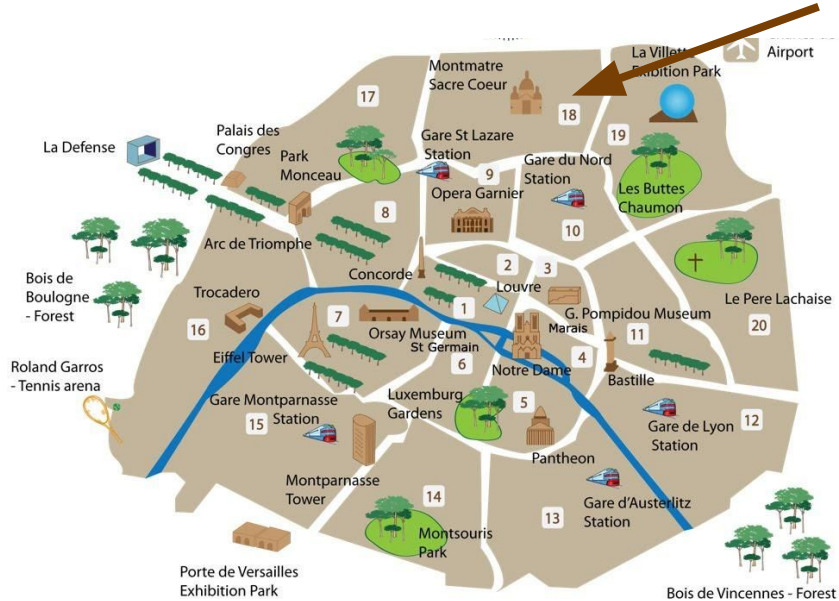 Airport
La Villette
Exibition Park
Montmatre
Sacre Coeur
17
18
19
La Defense
Palais des
Congres
Park
Monceau
Gare St Lazare
Station
9
Opera Garnier
Gare du Nord
Station
10
Les Buttes
Chaumon
8
Arc de Triomphe
Concorde
2
3
Louvre
1
Bois de
Boulogne
- Forest
Trocadero
16
7
Orsay Museum
St Germain
Eiffel Tower
G. Pompidou Museum
Marais
11
Le Pere Lachaise
20
6
Notre Dame
4
Bastille
Roland Garros
- Tennis arena
Gare Montparnasse
Station
15
Luxemburg
Gardens
5
Pantheon
12
Gare de Lyon
Station
Montparnasse
Tower
14
Montsouris
Park
13
Gare d'Austerlitz
Station
Porte de Versailles
Exhibition Park
Bois de Vincennes - Forest